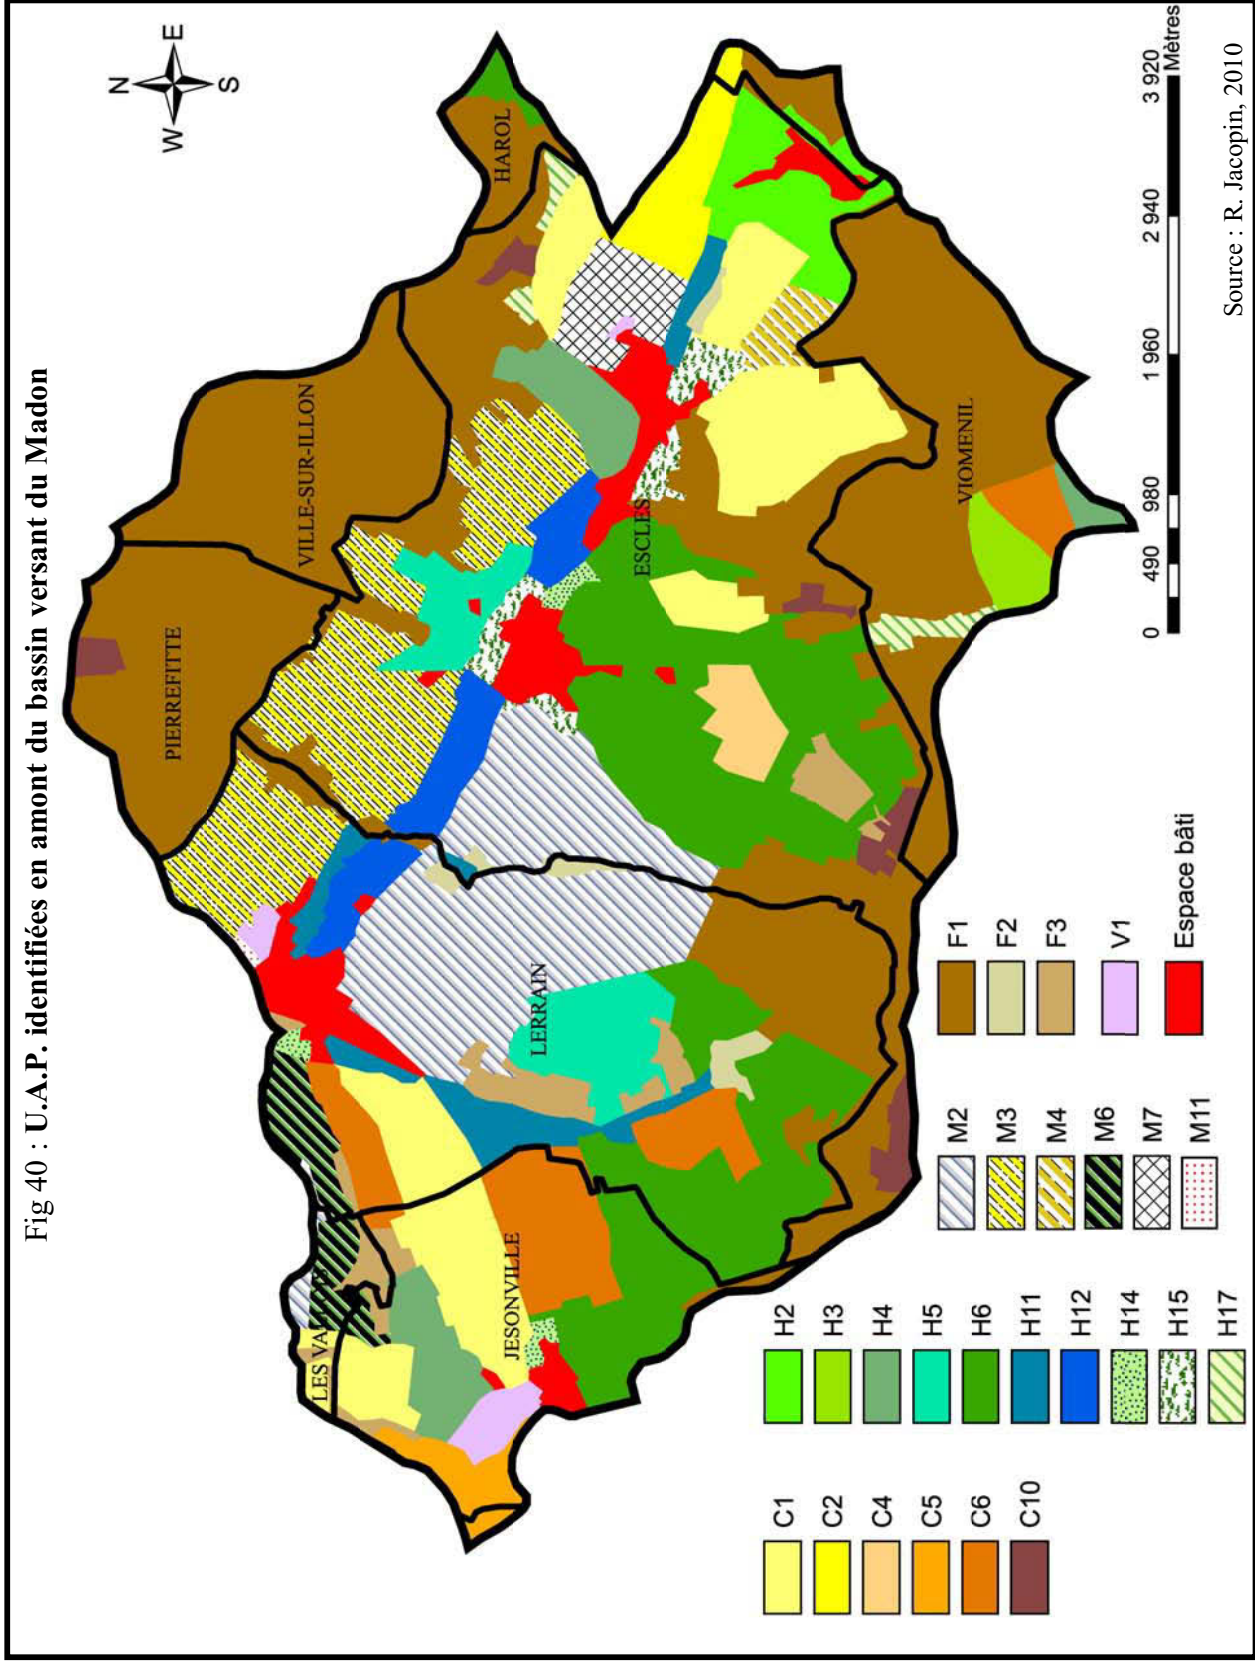 Fig 40 : U.A.P. identifiées en amont du bassin versant du Madon
N
W
E
S
PIERREFITTE
VILLE-SUR-ILLON
HAROL
LES VA
LERRAIN
ESCLES
JESONVILLE
VIOMENIL
C1
C2
C4
C5
C6
C10
H2
H3
H4
H5
H6
H11
H12
H14
H15
H17
M2
M3
M4
M6
M7
M11
F1
F2
F3
V1
Espace bâti
0 490 980 1 960 2 940 3 920
Mètres
Source : R. Jacopin, 2010